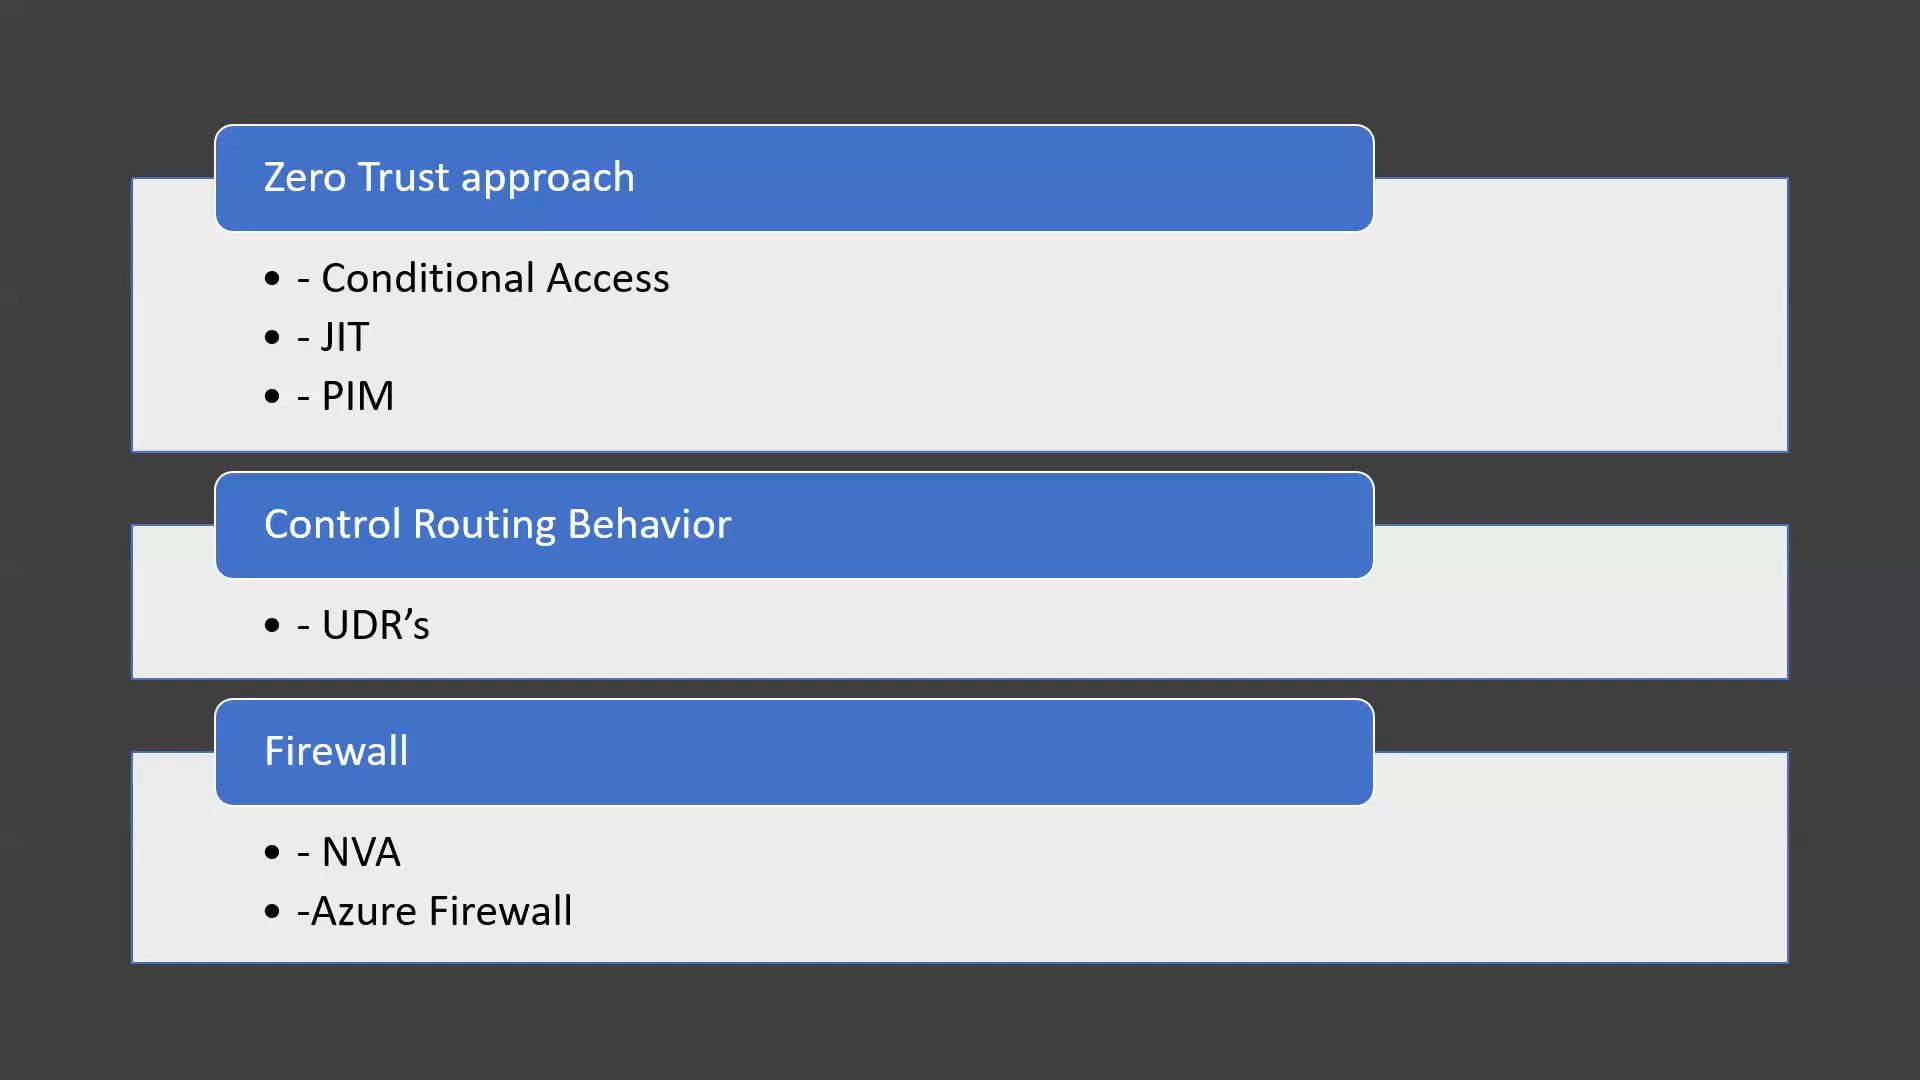 Zero Trust approach
• - Conditional Access
• - JIT
• - PIM
Control Routing Behavior
• - UDR’s
Firewall
• - NVA
• -Azure Firewall